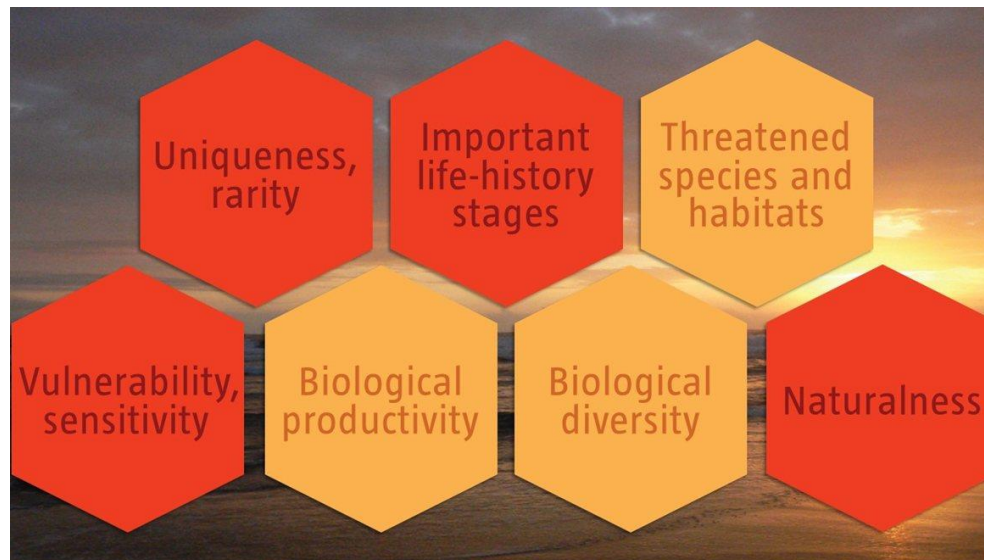 Uniqueness,
rarity
Important
life-history
stages
Threatened
species and
habitats
Vulnerability,
sensitivity
Biological
productivity
Biological
diversity
Naturalness